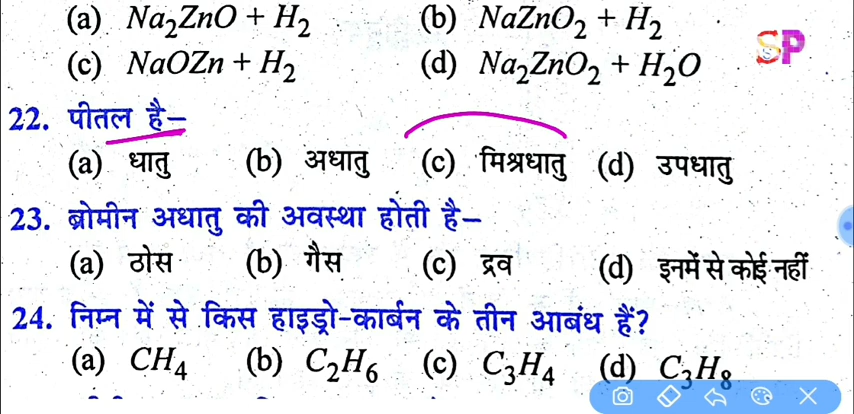 (a) Na₂ZnO + H₂ (b) NaZnO₂ + H₂ SP
(c) NaOZn + H₂ (d) Na₂ZnO₂ + H₂O
22. पीतल है–
(a) धातु (b) अधातु (c) मिश्रधातु (d) उपधातु
23. ब्रोमीन अधातु की अवस्था होती है–
(a) ठोस (b) गैस (c) द्रव (d) इनमें से कोई नहीं
24. निम्न में से किस हाइड्रो-कार्बन के तीन आबंध हैं?
(a) CH₄ (b) C₂H₆ (c) C₃H₄ (d) C₃H₈